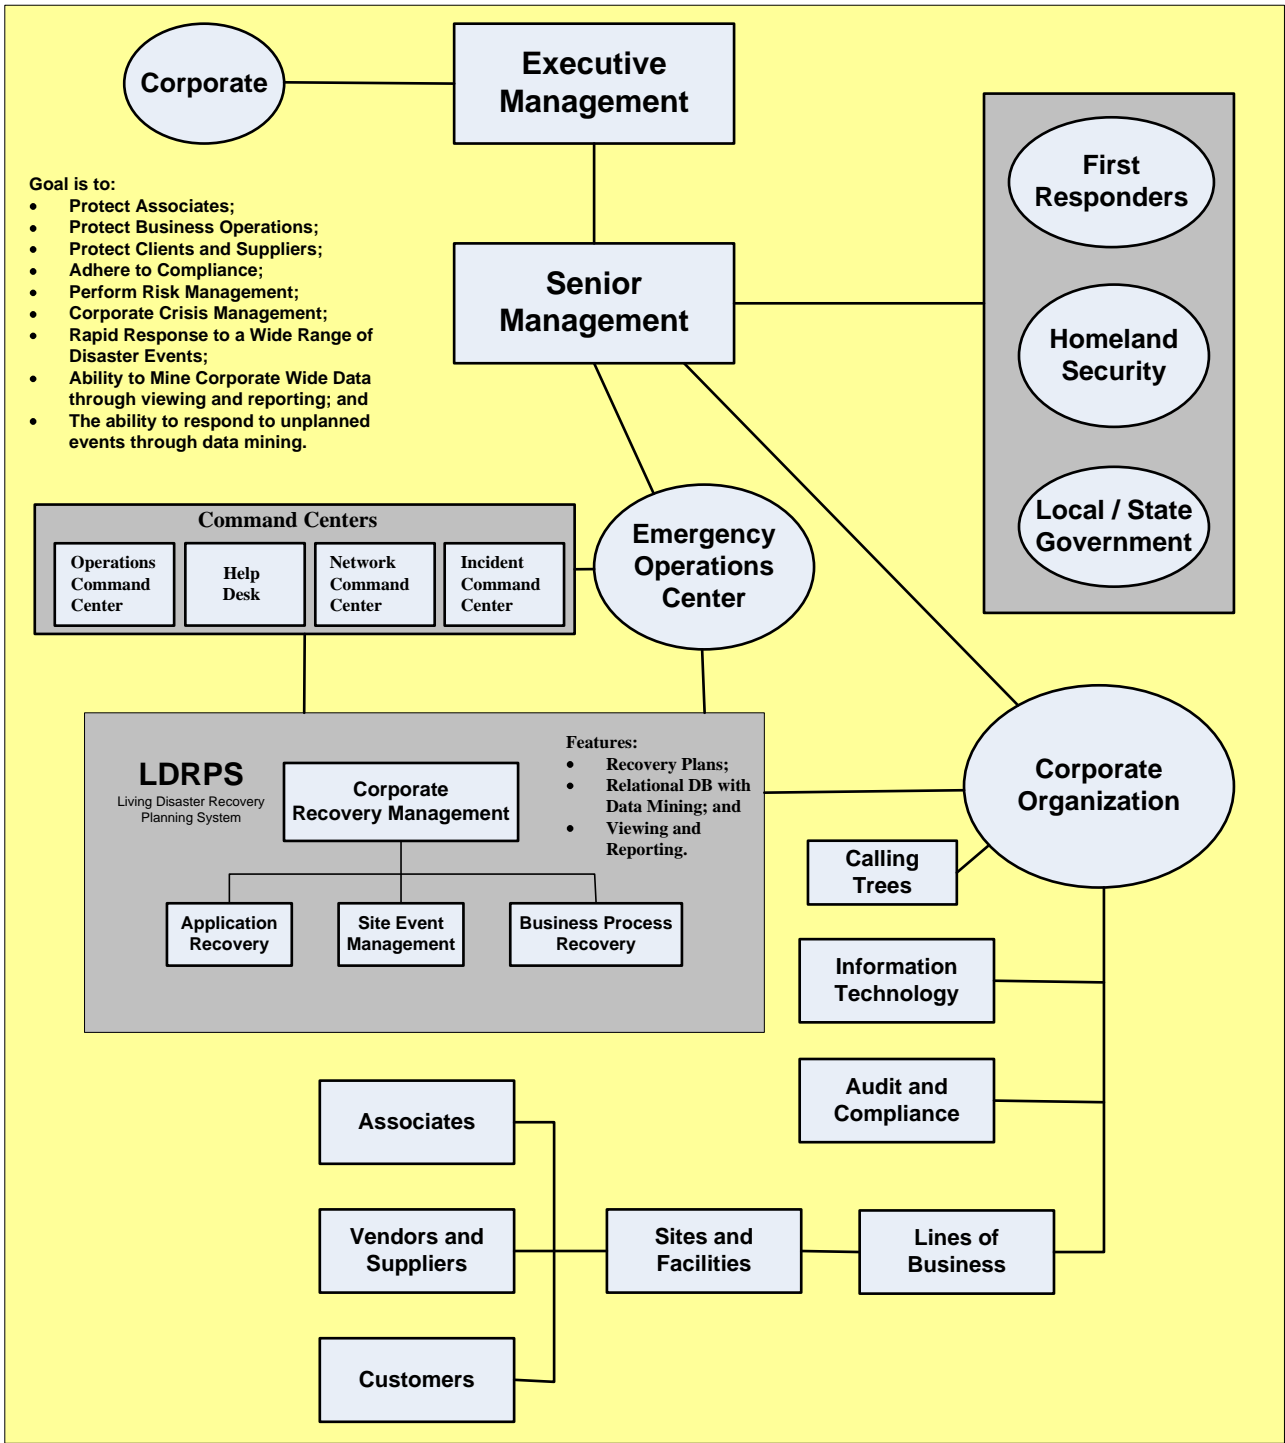 Corporate
Executive
Management
First
Responders
Goal is to:
• Protect Associates;
• Protect Business Operations;
• Protect Clients and Suppliers;
• Adhere to Compliance;
• Perform Risk Management;
• Corporate Crisis Management;
• Rapid Response to a Wide Range of
Disaster Events;
• Ability to Mine Corporate Wide Data
through viewing and reporting; and
• The ability to respond to unplanned
events through data mining.
Senior
Management
Homeland
Security
Local / State
Government
Command Centers
Operations
Command
Center
Help
Desk
Network
Command
Center
Incident
Command
Center
Emergency
Operations
Center
LDRPS
Living Disaster Recovery
Planning System
Corporate
Recovery Management
Features:
• Recovery Plans;
• Relational DB with
Data Mining; and
• Viewing and
Reporting.
Application
Recovery
Site Event
Management
Business Process
Recovery
Corporate
Organization
Calling
Trees
Information
Technology
Audit and
Compliance
Associates
Vendors and
Suppliers
Sites and
Facilities
Lines of
Business
Customers